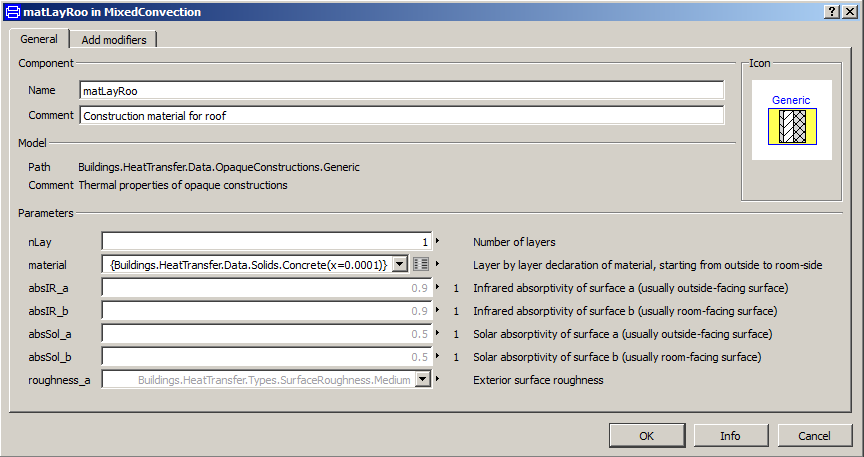 matLayRoo in MixedConvection
General
Add modifiers
Component
Icon
Name
matLayRoo
Comment
Construction material for roof
Generic
Model
Path
Buildings.HeatTransfer.Data.OpaqueConstructions.Generic
Comment
Thermal properties of opaque constructions
Parameters
nLay 1 Number of layers
material {Buildings.HeatTransfer.Data.Solids.Concrete(x=0.0001)} Layer by layer declaration of material, starting from outside to room-side
absIR_a 0.9 1 Infrared absorptivity of surface a (usually outside-facing surface)
absIR_b 0.9 1 Infrared absorptivity of surface b (usually room-facing surface)
absSol_a 0.5 1 Solar absorptivity of surface a (usually outside-facing surface)
absSol_b 0.5 1 Solar absorptivity of surface b (usually room-facing surface)
roughness_a Buildings.HeatTransfer.Types.SurfaceRoughness.Medium Exterior surface roughness
OK
Info
Cancel